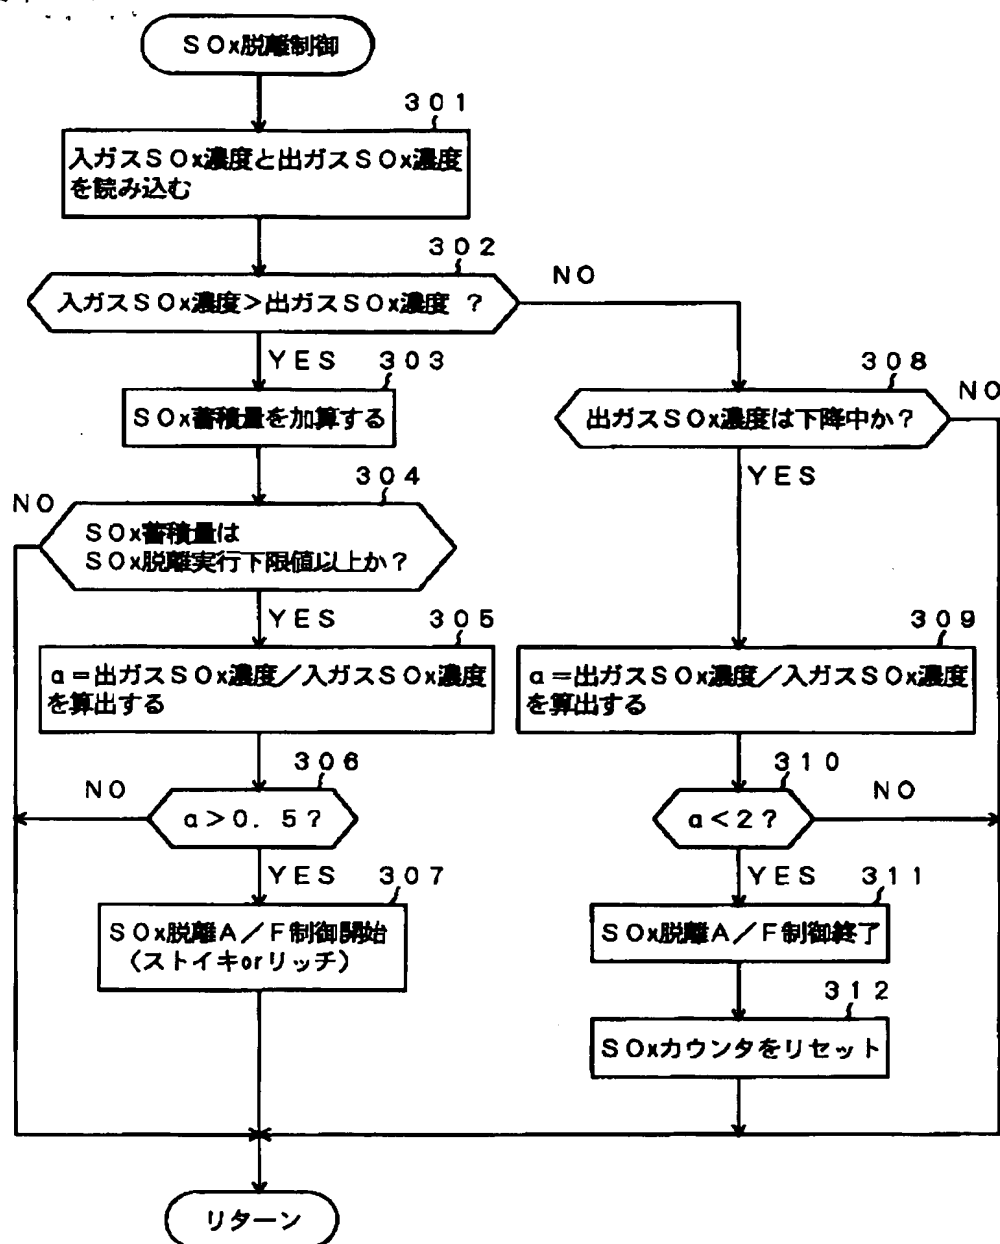 SOx脱離制御
301
入ガスSOx濃度と出ガスSOx濃度
を読み込む
302
入ガスSOx濃度>出ガスSOx濃度 ?
NO
YES
303
SOx蓄積量を加算する
308
出ガスSOx濃度は下降中か?
NO
YES
304
NO
SOx蓄積量は
SOx脱離実行下限値以上か?
YES
305
α=出ガスSOx濃度/入ガスSOx濃度
を算出する
309
α=出ガスSOx濃度/入ガスSOx濃度
を算出する
306
NO
α>0.5?
YES
310
α<2?
NO
YES
307
SOx脱離A/F制御開始
(ストイキorリッチ)
311
SOx脱離A/F制御終了
312
SOxカウンタをリセット
リターン